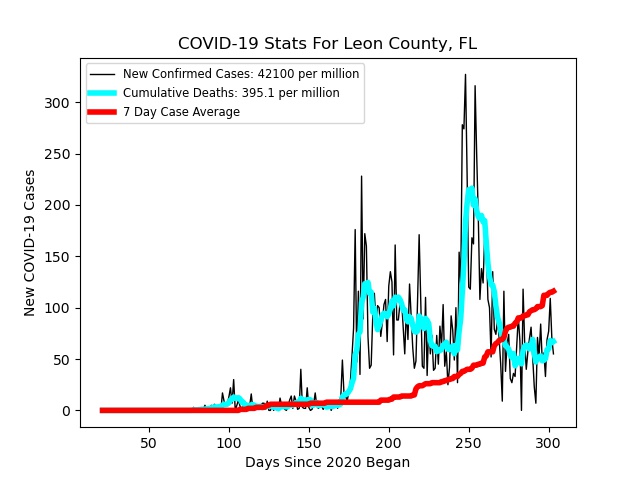 COVID-19 Stats For Leon County, FL
New Confirmed Cases: 42100 per million
Cumulative Deaths: 395.1 per million
7 Day Case Average
300
250
200
150
100
50
0
New COVID-19 Cases
50 100 150 200 250 300
Days Since 2020 Began